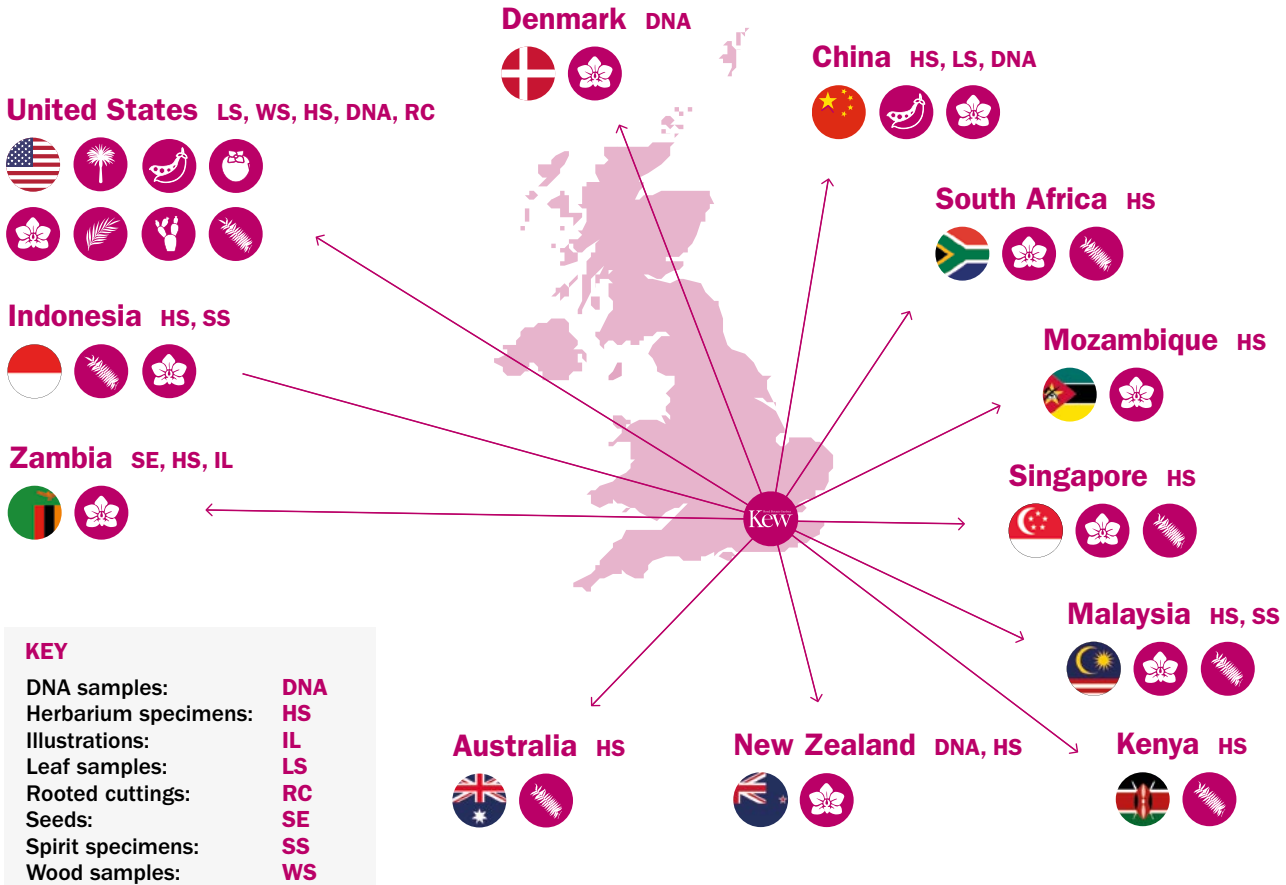 Denmark DNA
China HS, LS, DNA
United States LS, WS, HS, DNA, RC
South Africa HS
Indonesia HS, SS
Mozambique HS
Zambia SE, HS, IL
Singapore HS
Kew
Malaysia HS, SS
Australia HS
New Zealand DNA, HS
Kenya HS
KEY
DNA samples: DNA
Herbarium specimens: HS
Illustrations: IL
Leaf samples: LS
Rooted cuttings: RC
Seeds: SE
Spirit specimens: SS
Wood samples: WS